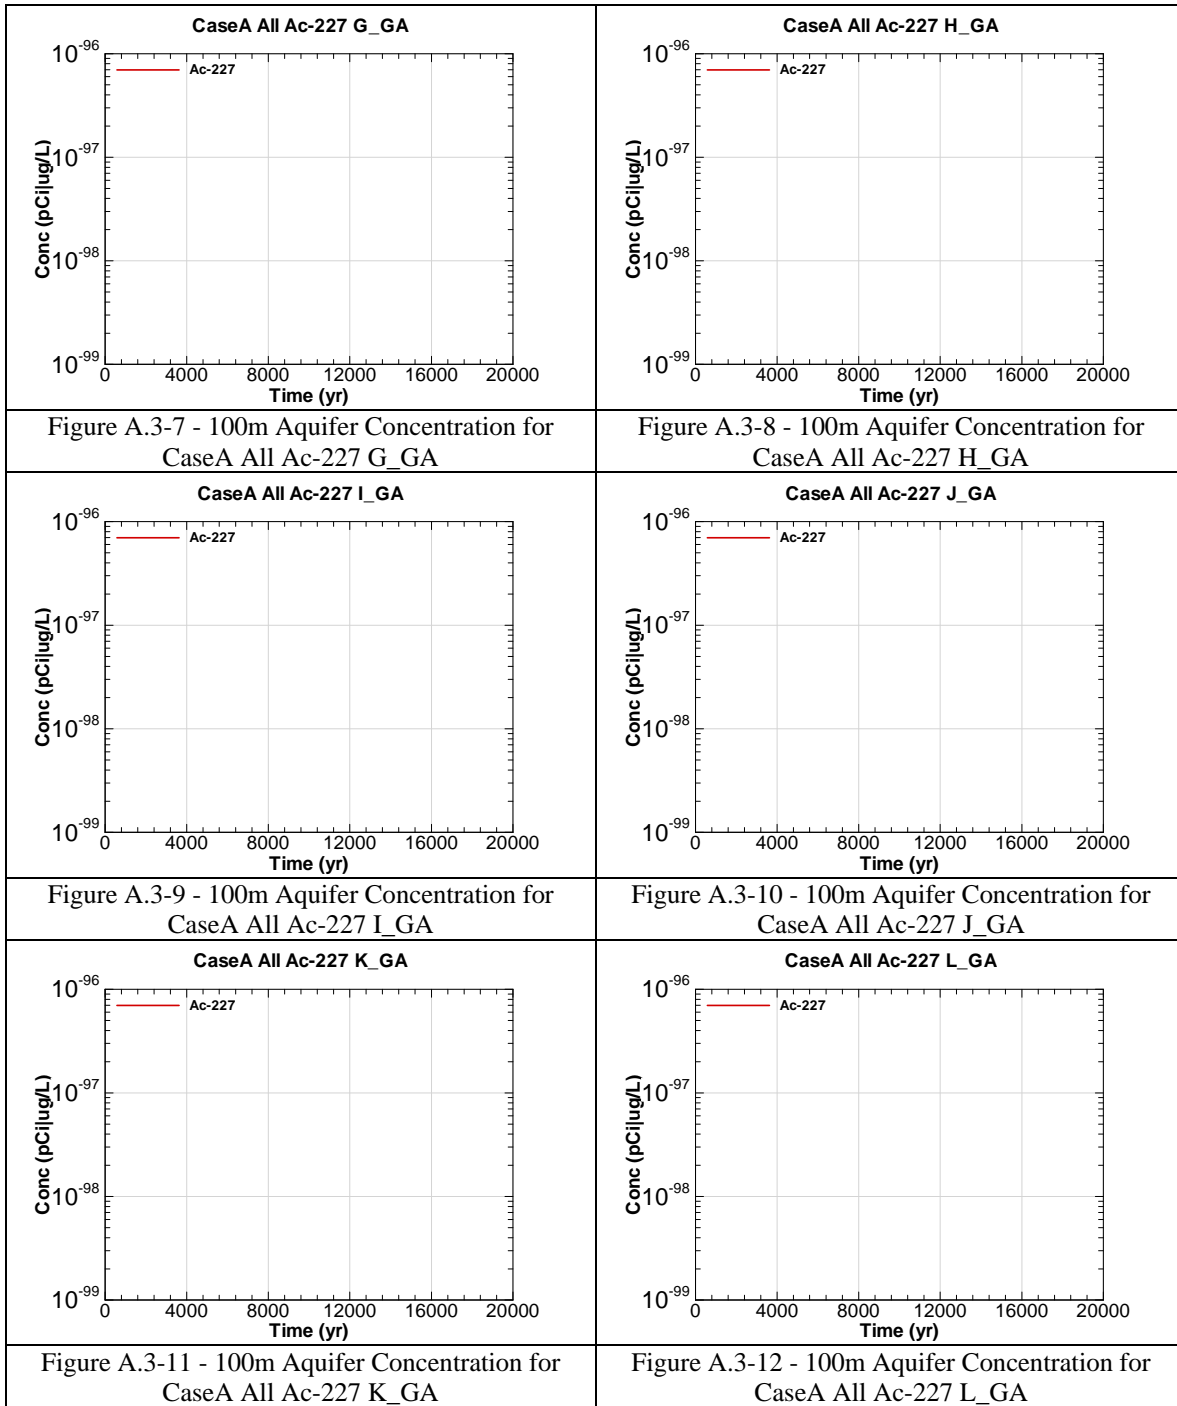 CaseA All Ac-227 G_GA
10-96
Ac-227
10-97
10-98
10-99
Conc (pCi|ug/L)
0 4000 8000 12000 16000 20000
Time (yr)
Figure A.3-7 - 100m Aquifer Concentration for
CaseA All Ac-227 G_GA
CaseA All Ac-227 H_GA
10-96
Ac-227
10-97
10-98
10-99
Conc (pCi|ug/L)
0 4000 8000 12000 16000 20000
Time (yr)
Figure A.3-8 - 100m Aquifer Concentration for
CaseA All Ac-227 H_GA
CaseA All Ac-227 I_GA
10-96
Ac-227
10-97
10-98
10-99
Conc (pCi|ug/L)
0 4000 8000 12000 16000 20000
Time (yr)
Figure A.3-9 - 100m Aquifer Concentration for
CaseA All Ac-227 I_GA
CaseA All Ac-227 J_GA
10-96
Ac-227
10-97
10-98
10-99
Conc (pCi|ug/L)
0 4000 8000 12000 16000 20000
Time (yr)
Figure A.3-10 - 100m Aquifer Concentration for
CaseA All Ac-227 J_GA
CaseA All Ac-227 K_GA
10-96
Ac-227
10-97
10-98
10-99
Conc (pCi|ug/L)
0 4000 8000 12000 16000 20000
Time (yr)
Figure A.3-11 - 100m Aquifer Concentration for
CaseA All Ac-227 K_GA
CaseA All Ac-227 L_GA
10-96
Ac-227
10-97
10-98
10-99
Conc (pCi|ug/L)
0 4000 8000 12000 16000 20000
Time (yr)
Figure A.3-12 - 100m Aquifer Concentration for
CaseA All Ac-227 L_GA